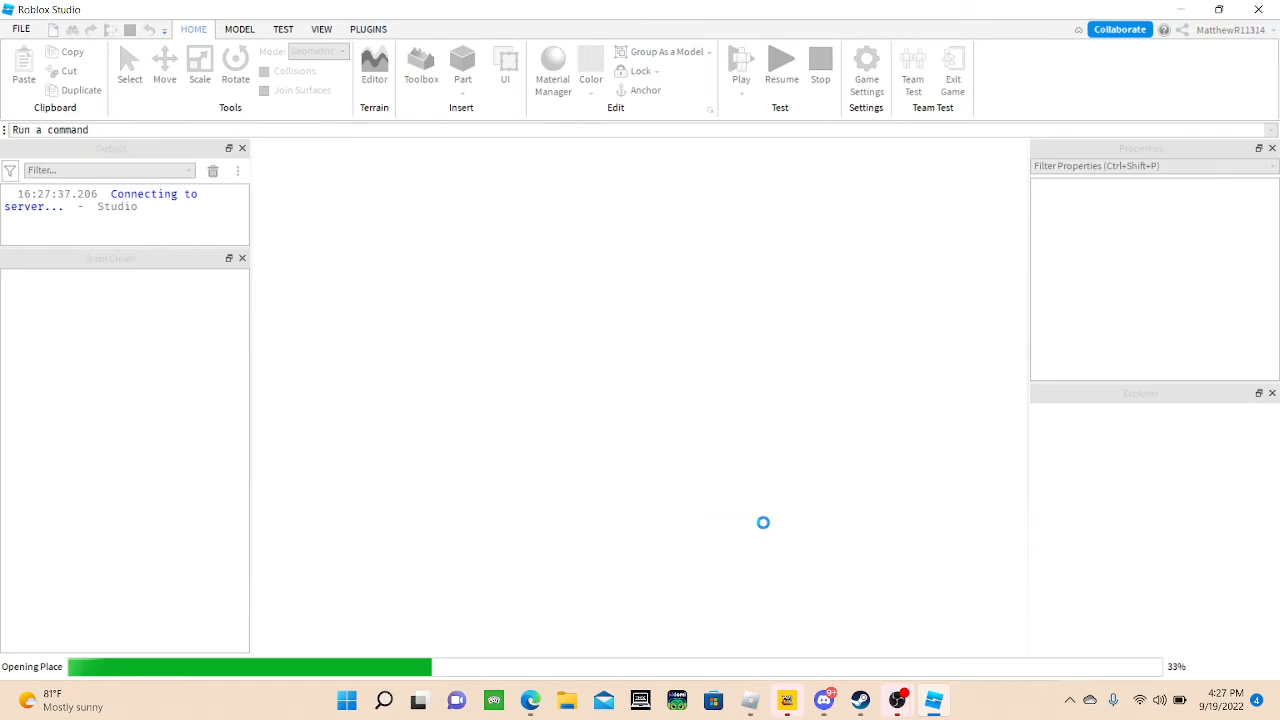 Roblox Studio
FILE HOME MODEL TEST VIEW PLUGINS Collaborate MatthewR11314
Paste Copy Cut Duplicate Clipboard
Select Move Scale Rotate Mode: Geometric Collisions Join Surfaces Tools
Editor Terrain
Toolbox Part UI Insert
Material Manager Color Group As a Model Lock Anchor Edit
Play Resume Stop Test
Game Settings Settings
Team Test Exit Game Team Test
Run a command
Output
Filter...
16:27:37.206 Connecting to
server... - Studio
Team Create
Properties
Filter Properties (Ctrl+Shift+P)
Explorer
Opening Place 33%
81°F
Mostly sunny
9+
4:27 PM
9/19/2022
4